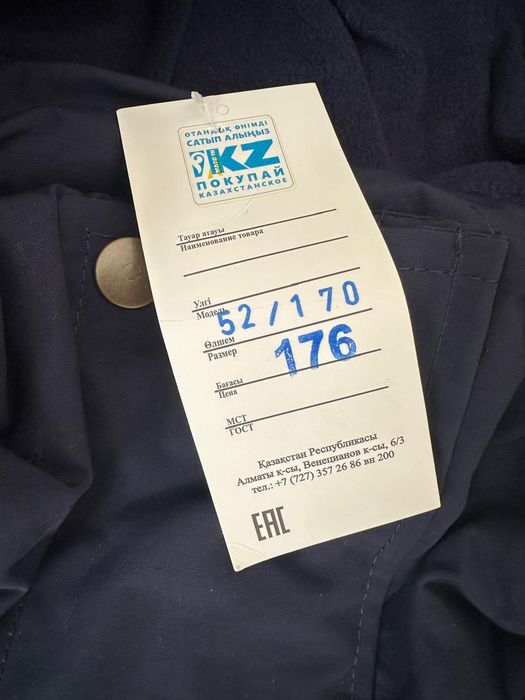 ОТАНДЫҚ ӨНІМДІ
САТЫП АЛЫҢЫЗ
KZ
ПОКУПАЙ
КАЗАХСТАНСКОЕ
Тауар атауы
Наименование товара
Үлгі
Модель
52/170
Өлшем
Размер
176
Бағасы
Цена
МСТ
ГОСТ
Қазақстан Республикасы
Алматы қ-сы, Венецианов к-сы, 6/3
тел.: +7 (727) 357 26 86 вн 200
EAC